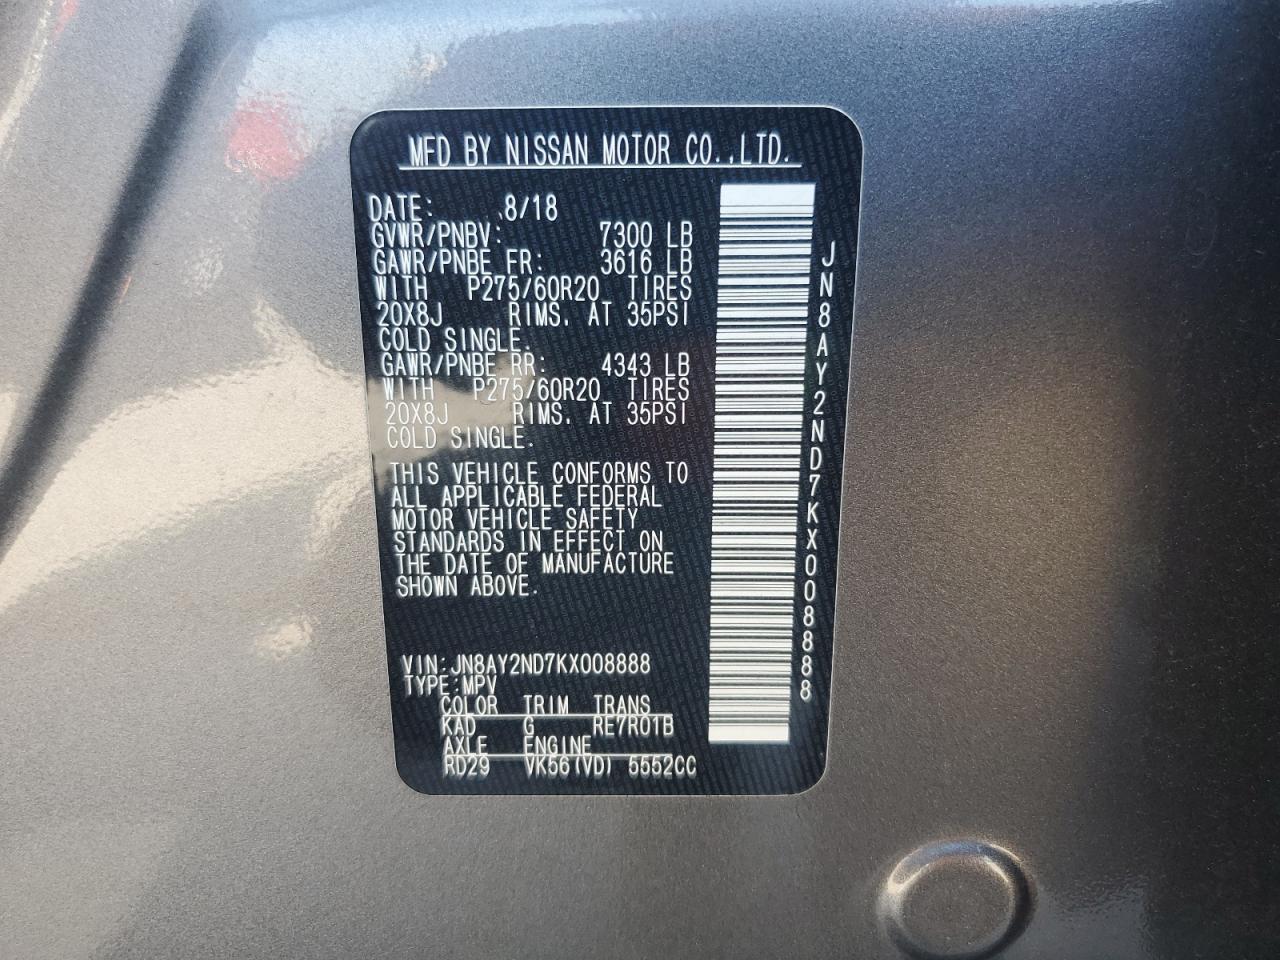 MFD BY NISSAN MOTOR CO.,LTD.
DATE: 8/18
GVWR/PNBV: 7300 LB
GAWR/PNBE FR: 3616 LB
WITH P275/60R20 TIRES
20X8J RIMS, AT 35PSI
COLD SINGLE.
GAWR/PNBE RR: 4343 LB
WITH P275/60R20 TIRES
20X8J RIMS. AT 35PSI
COLD SINGLE.
THIS VEHICLE CONFORMS TO
ALL APPLICABLE FEDERAL
MOTOR VEHICLE SAFETY
STANDARDS IN EFFECT ON
THE DATE OF MANUFACTURE
SHOWN ABOVE.
VIN:JN8AY2ND7KX008888
TYPE:MPV
COLOR TRIM TRANS
KAD G RE7R01B
AXLE ENGINE
RD29 VK56(VD) 5552CC
JN8AY2ND7KX008888